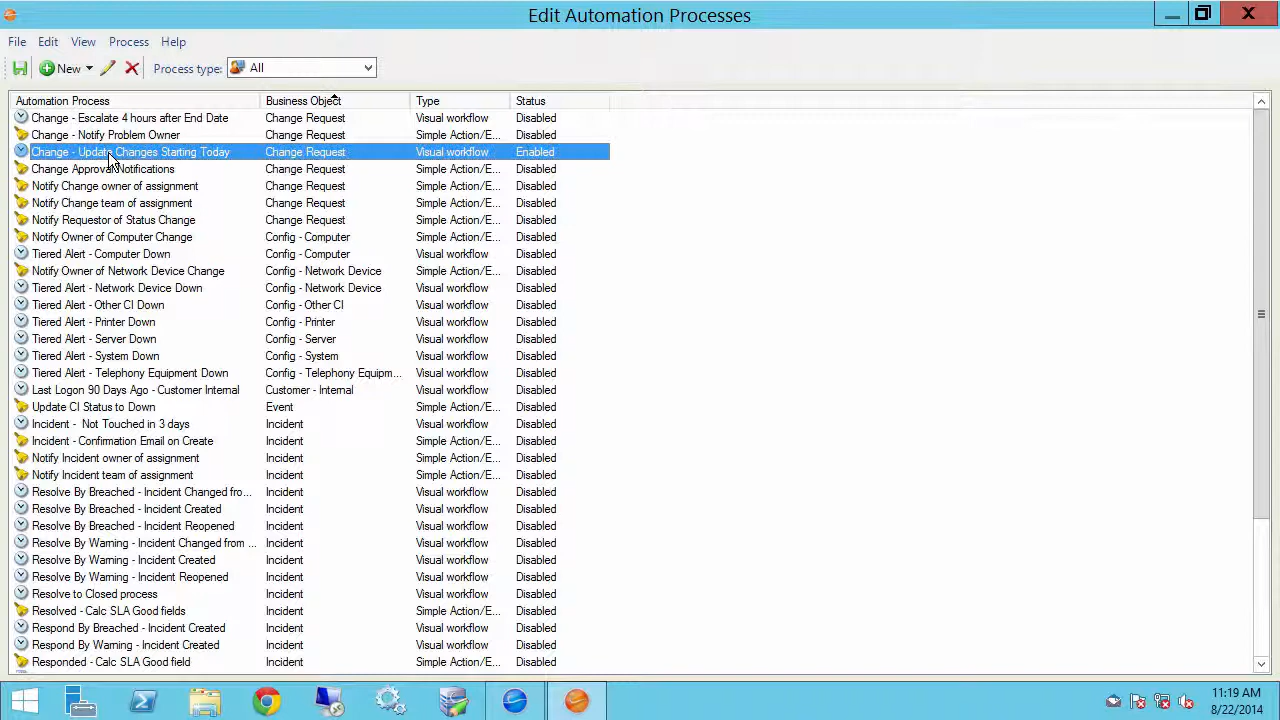 Edit Automation Processes
File Edit View Process Help
New Process type: All
Automation Process Business Object Type Status
Change - Escalate 4 hours after End Date Change Request Visual workflow Disabled
Change - Notify Problem Owner Change Request Simple Action/E... Disabled
Change - Update Changes Starting Today Change Request Visual workflow Enabled
Change Approval Notifications Change Request Simple Action/E... Disabled
Notify Change owner of assignment Change Request Simple Action/E... Disabled
Notify Change team of assignment Change Request Simple Action/E... Disabled
Notify Requestor of Status Change Change Request Simple Action/E... Disabled
Notify Owner of Computer Change Config - Computer Simple Action/E... Disabled
Tiered Alert - Computer Down Config - Computer Visual workflow Disabled
Notify Owner of Network Device Change Config - Network Device Simple Action/E... Disabled
Tiered Alert - Network Device Down Config - Network Device Visual workflow Disabled
Tiered Alert - Other CI Down Config - Other CI Visual workflow Disabled
Tiered Alert - Printer Down Config - Printer Visual workflow Disabled
Tiered Alert - Server Down Config - Server Visual workflow Disabled
Tiered Alert - System Down Config - System Visual workflow Disabled
Tiered Alert - Telephony Equipment Down Config - Telephony Equipm... Visual workflow Disabled
Last Logon 90 Days Ago - Customer Internal Customer - Internal Visual workflow Disabled
Update CI Status to Down Event Simple Action/E... Disabled
Incident - Not Touched in 3 days Incident Visual workflow Disabled
Incident - Confirmation Email on Create Incident Simple Action/E... Disabled
Notify Incident owner of assignment Incident Simple Action/E... Disabled
Notify Incident team of assignment Incident Simple Action/E... Disabled
Resolve By Breached - Incident Changed fro... Incident Visual workflow Disabled
Resolve By Breached - Incident Created Incident Visual workflow Disabled
Resolve By Breached - Incident Reopened Incident Visual workflow Disabled
Resolve By Warning - Incident Changed from ... Incident Visual workflow Disabled
Resolve By Warning - Incident Created Incident Visual workflow Disabled
Resolve By Warning - Incident Reopened Incident Visual workflow Disabled
Resolve to Closed process Incident Visual workflow Disabled
Resolved - Calc SLA Good fields Incident Simple Action/E... Disabled
Respond By Breached - Incident Created Incident Visual workflow Disabled
Respond By Warning - Incident Created Incident Visual workflow Disabled
Responded - Calc SLA Good field Incident Simple Action/E... Disabled
11:19 AM
8/22/2014